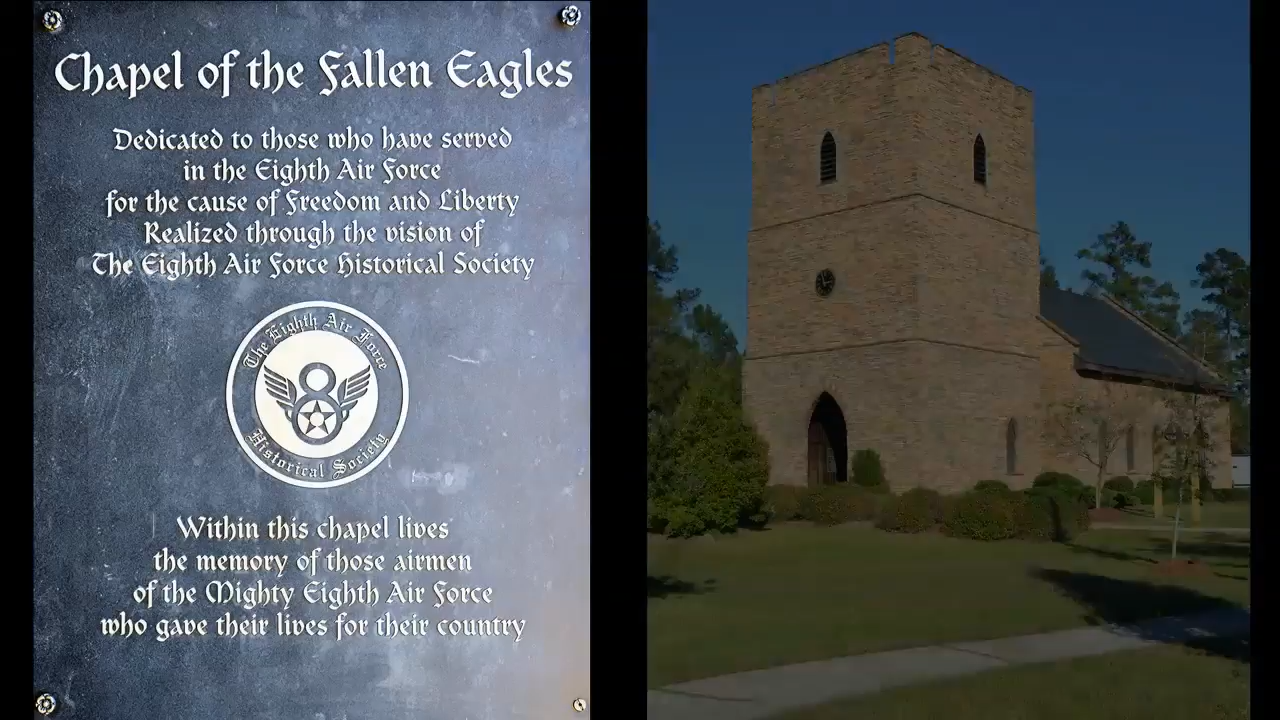 Chapel of the Fallen Eagles
Dedicated to those who have served
in the Eighth Air Force
for the cause of Freedom and Liberty
Realized through the vision of
The Eighth Air Force Historical Society
The Eighth Air Force
8
Historical Society
Within this chapel lives
the memory of those airmen
of the Mighty Eighth Air Force
who gave their lives for their country